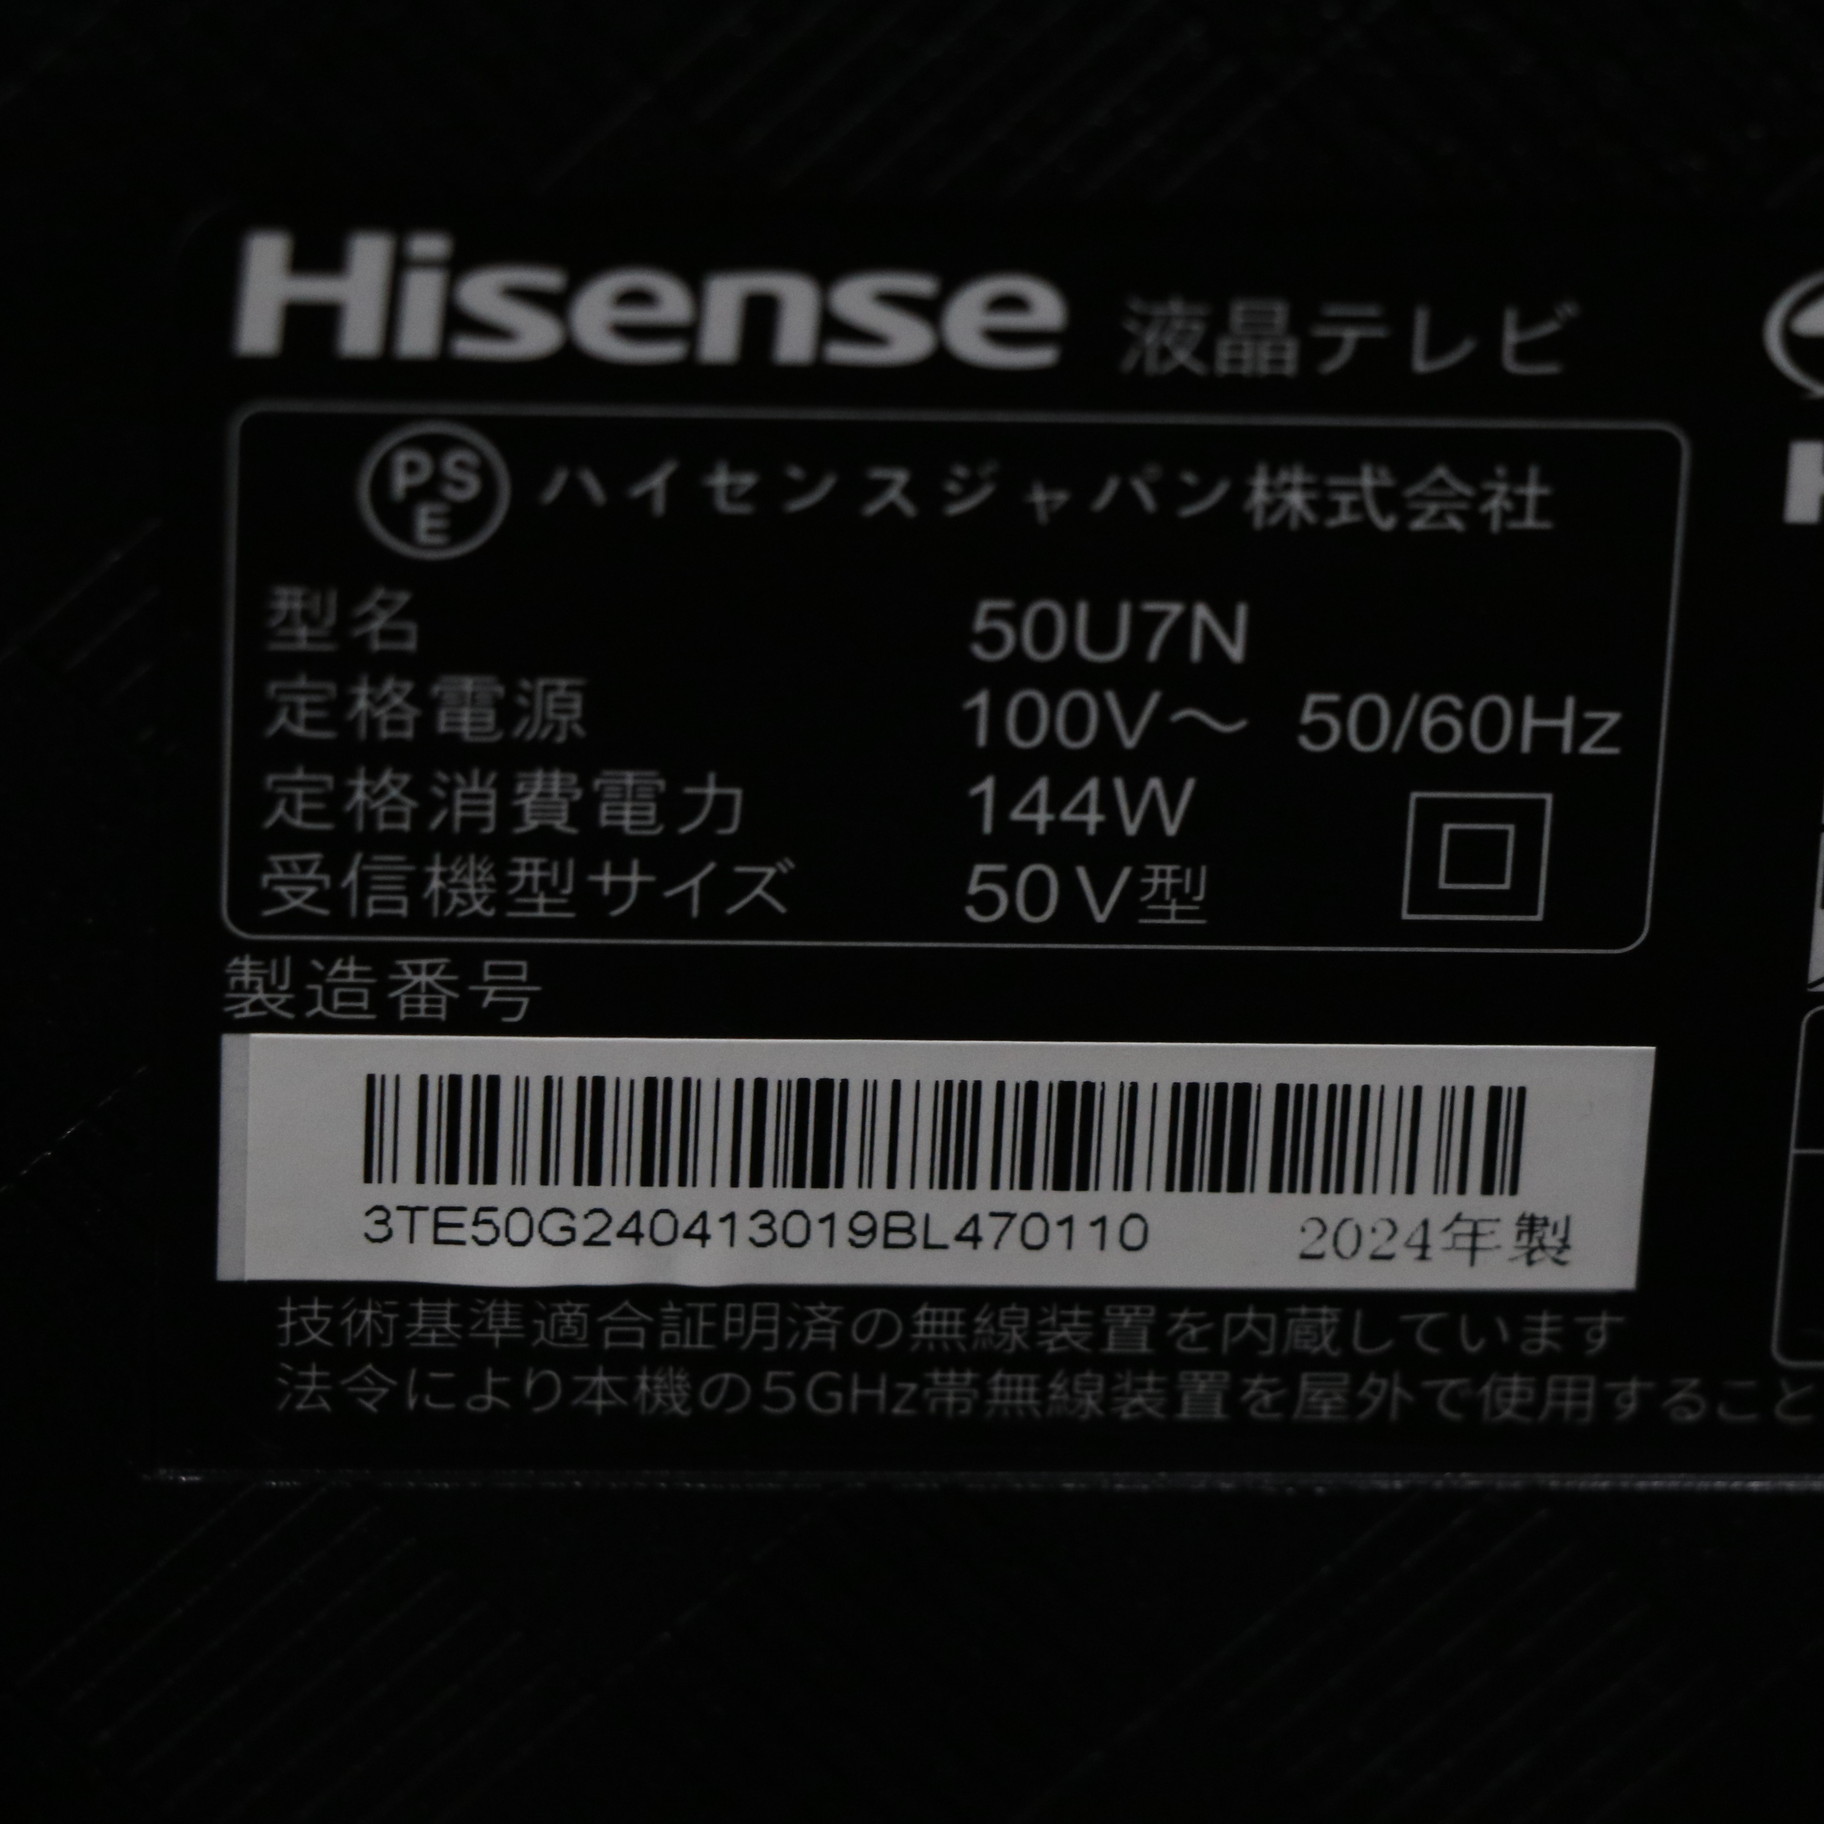 Hisense 液晶テレビ
PSE ハイセンスジャパン株式会社
型名 50U7N
定格電源 100V～ 50/60Hz
定格消費電力 144W
受信機型サイズ 50V型
製造番号
3TE50G240413019BL470110 2024年製
技術基準適合証明済の無線装置を内蔵しています
法令により本機の5GHz帯無線装置を屋外で使用すること